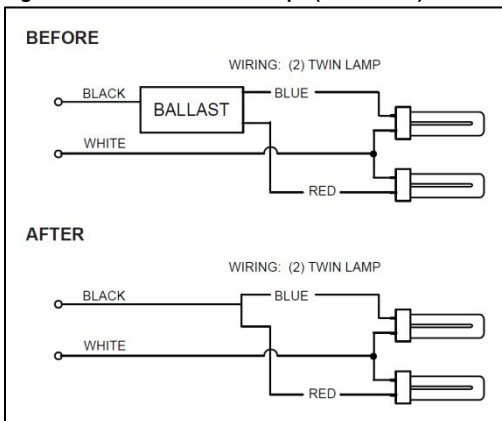 BEFORE
WIRING: (2) TWIN LAMP
BLACK
BALLAST
BLUE
WHITE
RED
AFTER
WIRING: (2) TWIN LAMP
BLACK
BLUE
WHITE
RED